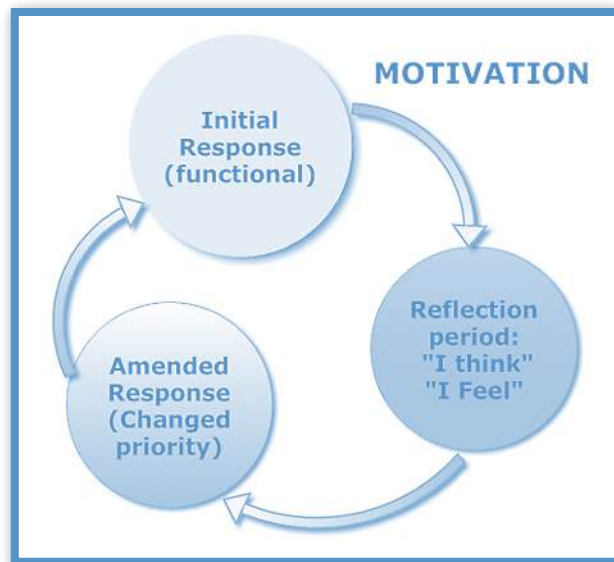 MOTIVATION
Initial
Response
(functional)
Reflection
period:
"I think"
"I Feel"
Amended
Response
(Changed
priority)